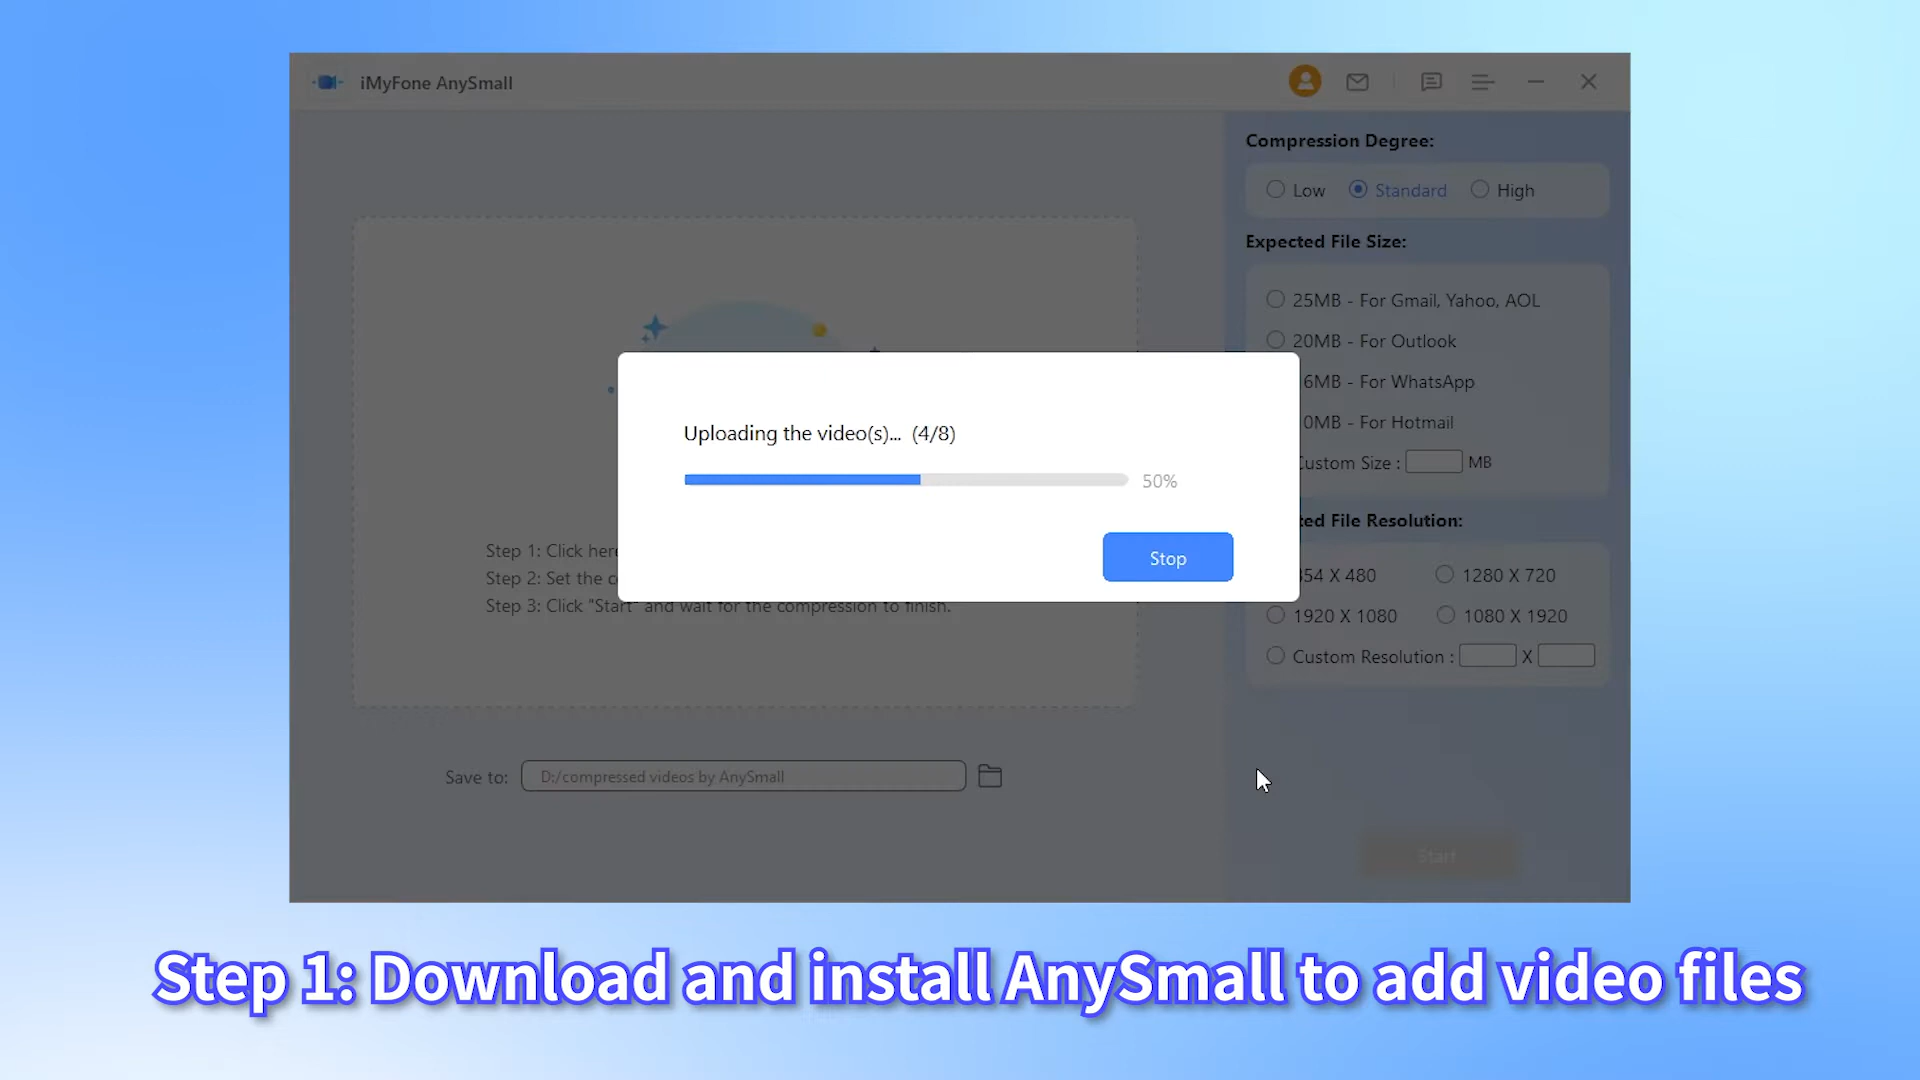 iMyFone AnySmall
Compression Degree:
Low Standard High
Expected File Size:
25MB - For Gmail, Yahoo, AOL
20MB - For Outlook
6MB - For WhatsApp
0MB - For Hotmail
Custom Size : MB
Uploading the video(s)... (4/8)
50%
Stop
Step 1: Click here
Step 2: Set the
Step 3: Click "Start" and wait for the compression to finish.
File Resolution:
854 X 480 1280 X 720
1920 X 1080 1080 X 1920
Custom Resolution : X
Save to: D:/compressed videos by AnySmall
Start
Step 1: Download and install AnySmall to add video files